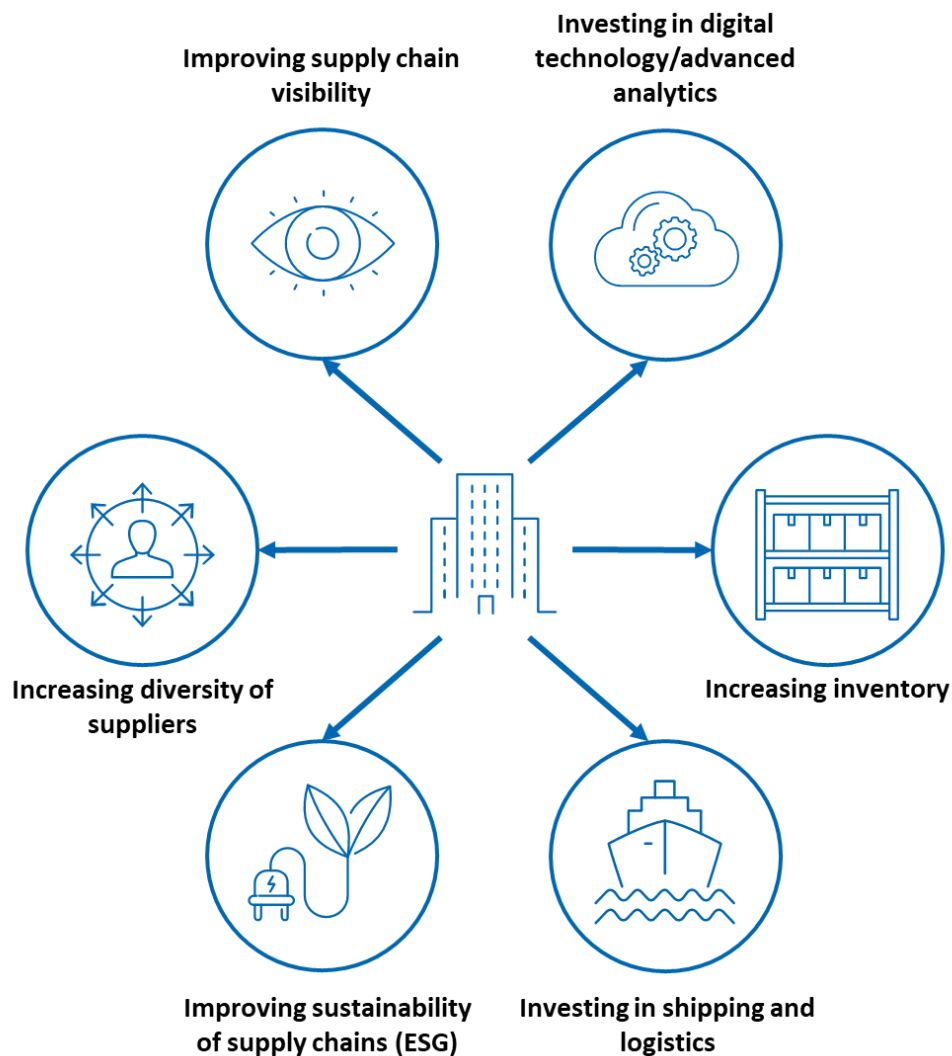 Improving supply chain
visibility
Investing in digital
technology/advanced
analytics
Increasing diversity of
suppliers
Increasing inventory
Improving sustainability
of supply chains (ESG)
Investing in shipping and
logistics